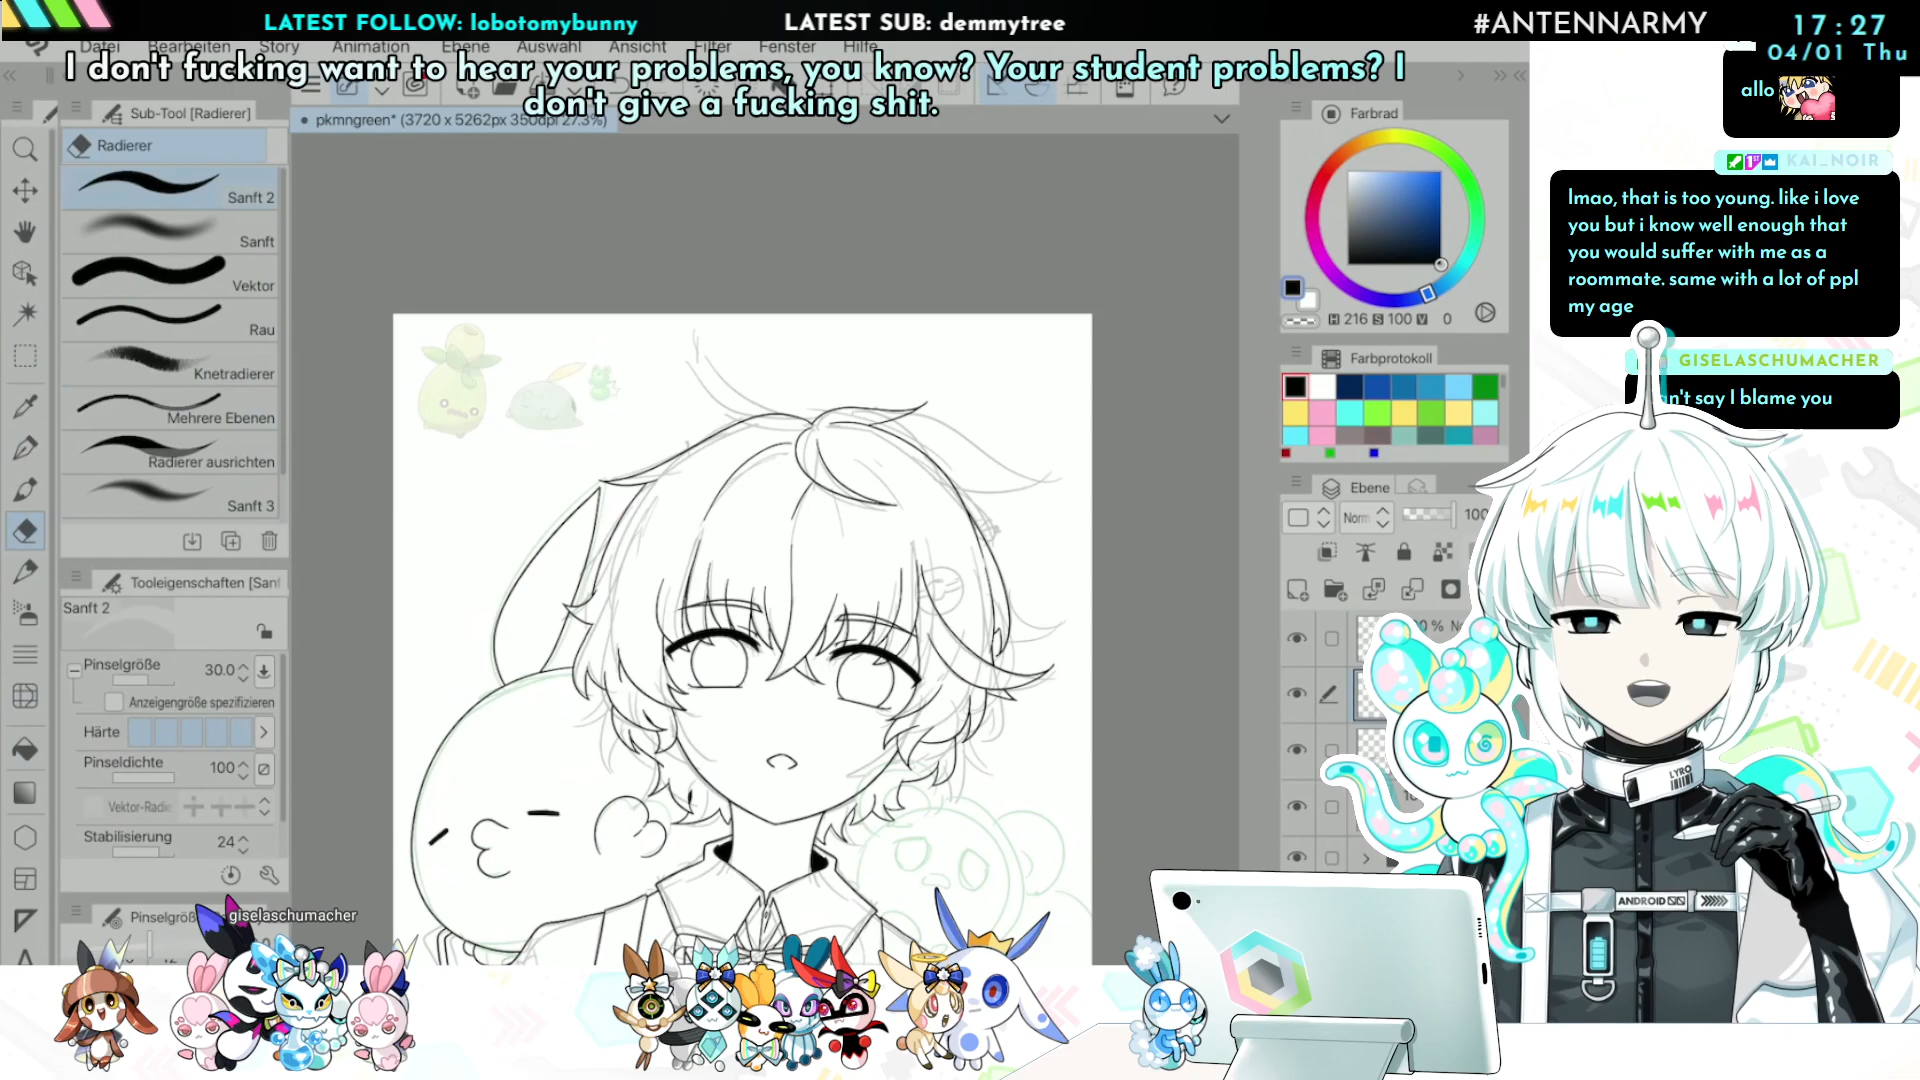 LATEST FOLLOW: lobotomybunny
LATEST SUB: demmytree
#ANTENNARMY
17:27
04/01 Thu
Datei Bearbeiten Story Animation Ebene Auswahl Ansicht Filter Fenster Hilfe
I don't fucking want to hear your problems, you know? Your student problems? I
don't give a fucking shit.
Sub-Tool [Radierer]
pkmngreen* (3720 x 5262px 350dpi 27.3%)
Radierer
Sanft 2
Sanft
Vektor
Rau
Knetradierer
Mehrere Ebenen
Radierer ausrichten
Sanft 3
Tooleigenschaften [Sanf
Sanft 2
Pinselgröße 30.0
Anzeigengröße spezifizieren
Härte
Pinseldichte 100
Vektor-Radie
Stabilisierung 24
Pinselgröß
giselaschumacher
Farbrad
H 216 S 100 V 0
Farbprotokoll
Ebene
Norm 100
allo
KAI_NOIR
lmao, that is too young. like i love
you but i know well enough that
you would suffer with me as a
roommate. same with a lot of ppl
my age
GISELASCHUMACHER
n't say I blame you
LYRO
ANDROID